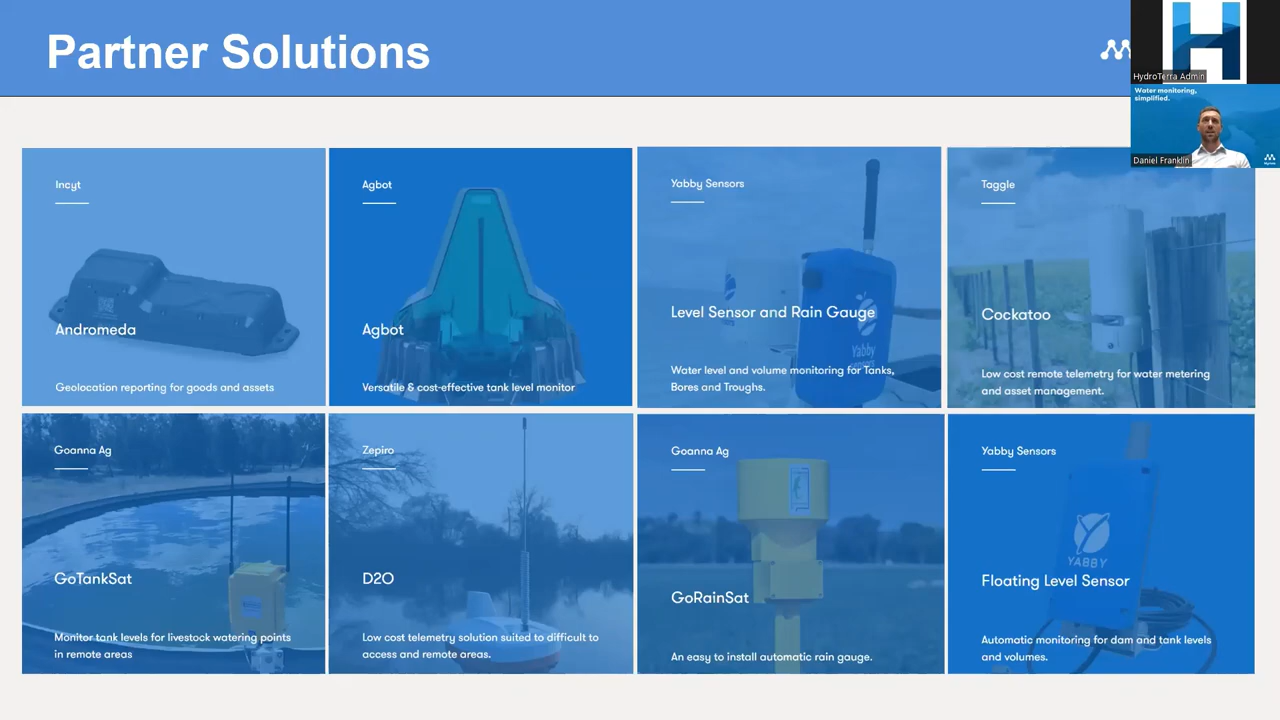 Partner Solutions
HydroTerra Admin
Water monitoring,
simplified.
Daniel Franklin
Incyt
Andromeda
Geolocation reporting for goods and assets
Agbot
Agbot
Versatile & cost-effective tank level monitor
Yabby Sensors
Level Sensor and Rain Gauge
Yabby
sensors
Water level and volume monitoring for Tanks,
Bores and Troughs.
Taggle
Cockatoo
Low cost remote telemetry for water metering
and asset management.
Goanna Ag
GoTankSat
Monitor tank levels for livestock watering points
in remote areas
Zepiro
D2O
Low cost telemetry solution suited to difficult to
access and remote areas.
Goanna Ag
GoRainSat
An easy to install automatic rain gauge.
Yabby Sensors
YABBY
Floating Level Sensor
Automatic monitoring for dam and tank levels
and volumes.